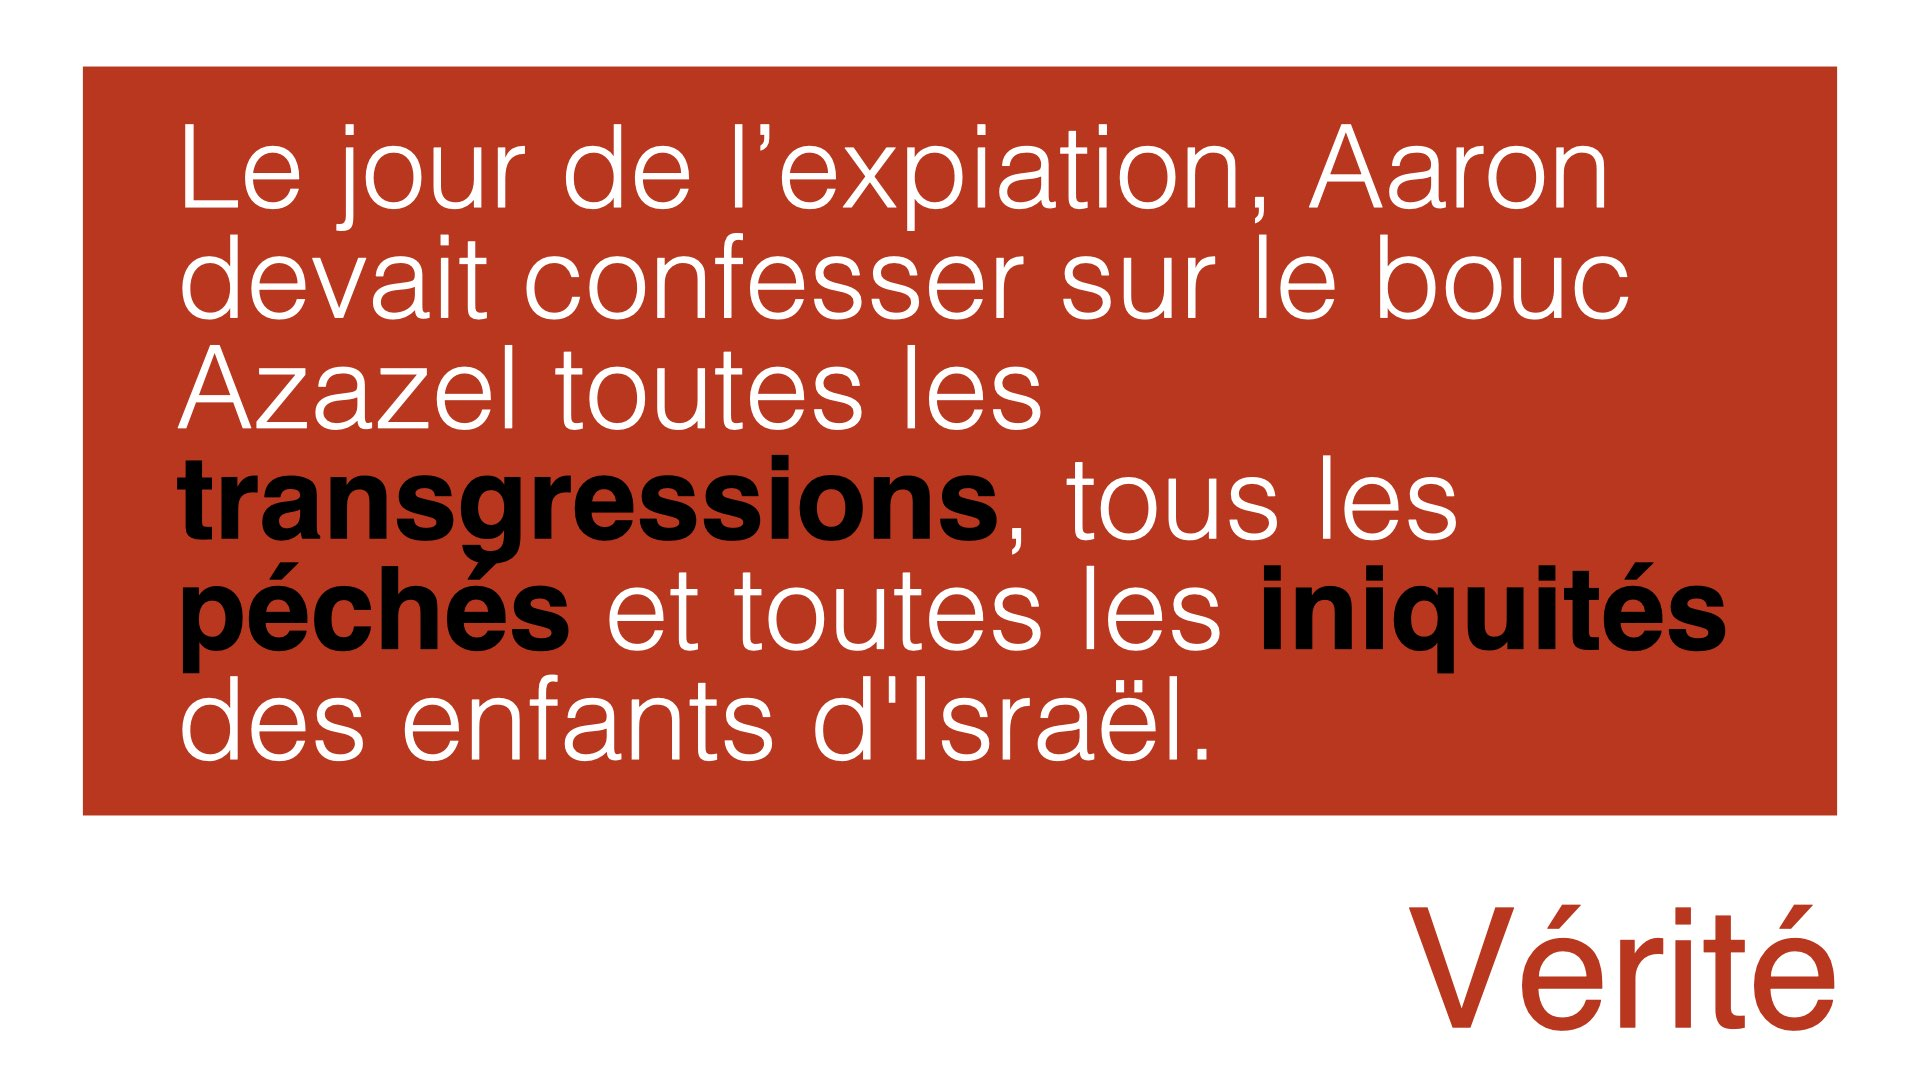 Le jour de l’expiation, Aaron
devait confesser sur le bouc
Azazel toutes les
transgressions, tous les
péchés et toutes les iniquités
des enfants d'Israël.
Vérité